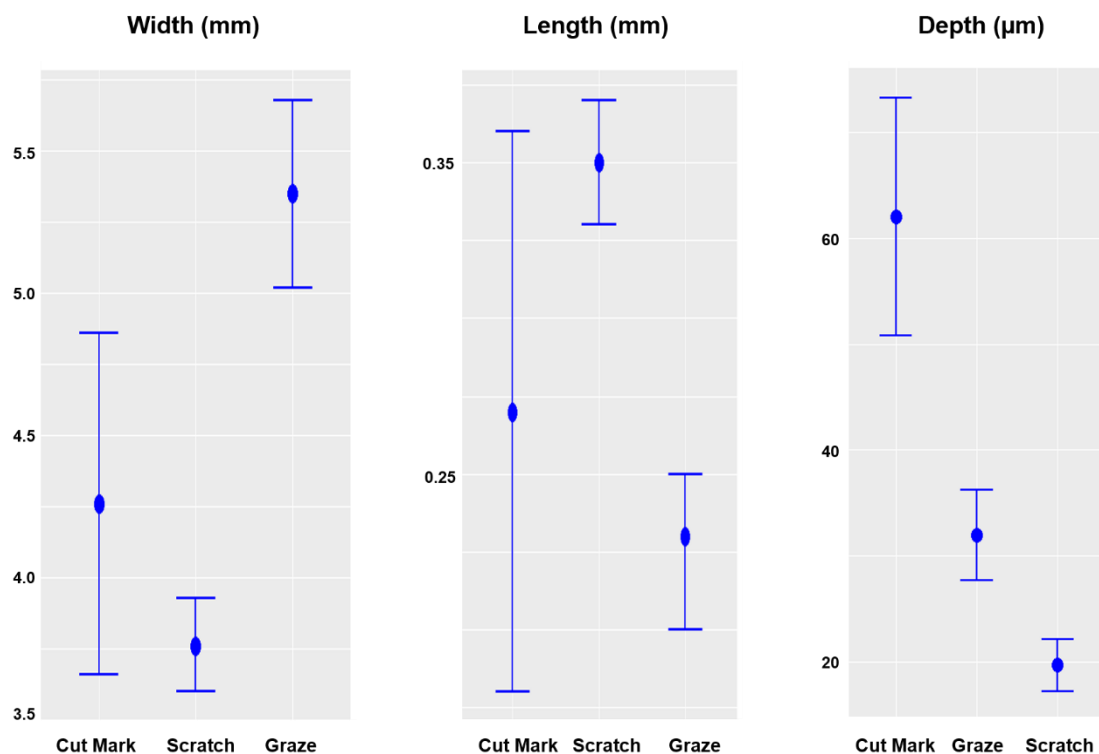 Width (mm)
5.5
5.0
4.5
4.0
3.5
Cut Mark Scratch Graze
Length (mm)
0.35
0.25
Cut Mark Scratch Graze
Depth (µm)
60
40
20
Cut Mark Graze Scratch